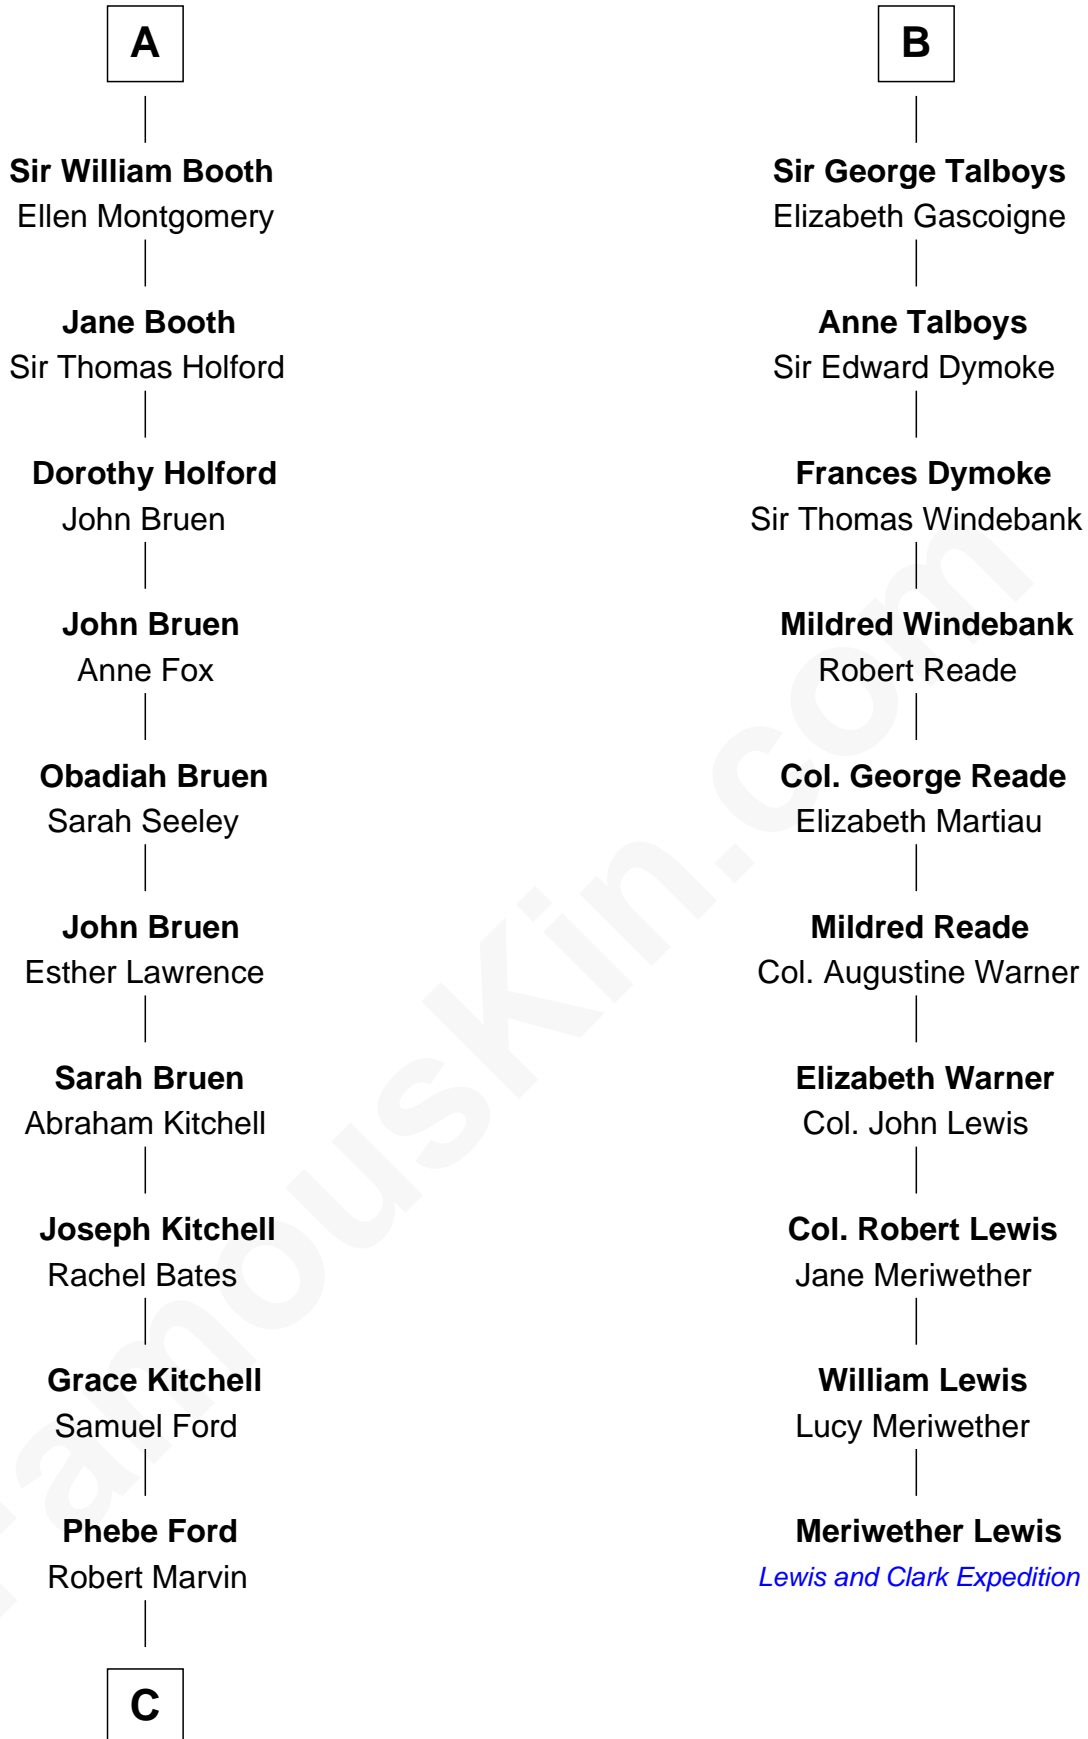 A
Sir William Booth
Ellen Montgomery
Jane Booth
Sir Thomas Holford
Dorothy Holford
John Bruen
John Bruen
Anne Fox
Obadiah Bruen
Sarah Seeley
John Bruen
Esther Lawrence
Sarah Bruen
Abraham Kitchell
Joseph Kitchell
Rachel Bates
Grace Kitchell
Samuel Ford
Phebe Ford
Robert Marvin
C
B
Sir George Talboys
Elizabeth Gascoigne
Anne Talboys
Sir Edward Dymoke
Frances Dymoke
Sir Thomas Windebank
Mildred Windebank
Robert Reade
Col. George Reade
Elizabeth Martiau
Mildred Reade
Col. Augustine Warner
Elizabeth Warner
Col. John Lewis
Col. Robert Lewis
Jane Meriwether
William Lewis
Lucy Meriwether
Meriwether Lewis
Lewis and Clark Expedition
FamousKin.com